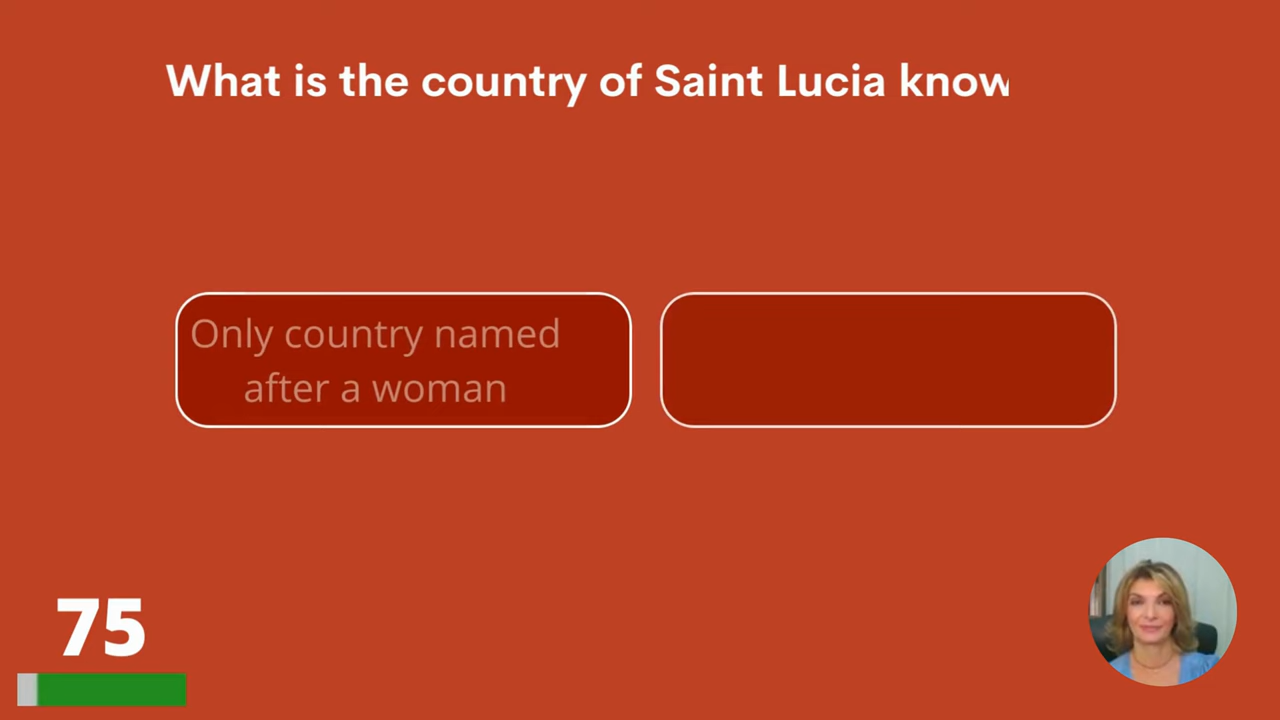 What is the country of Saint Lucia know
Only country named
after a woman
75